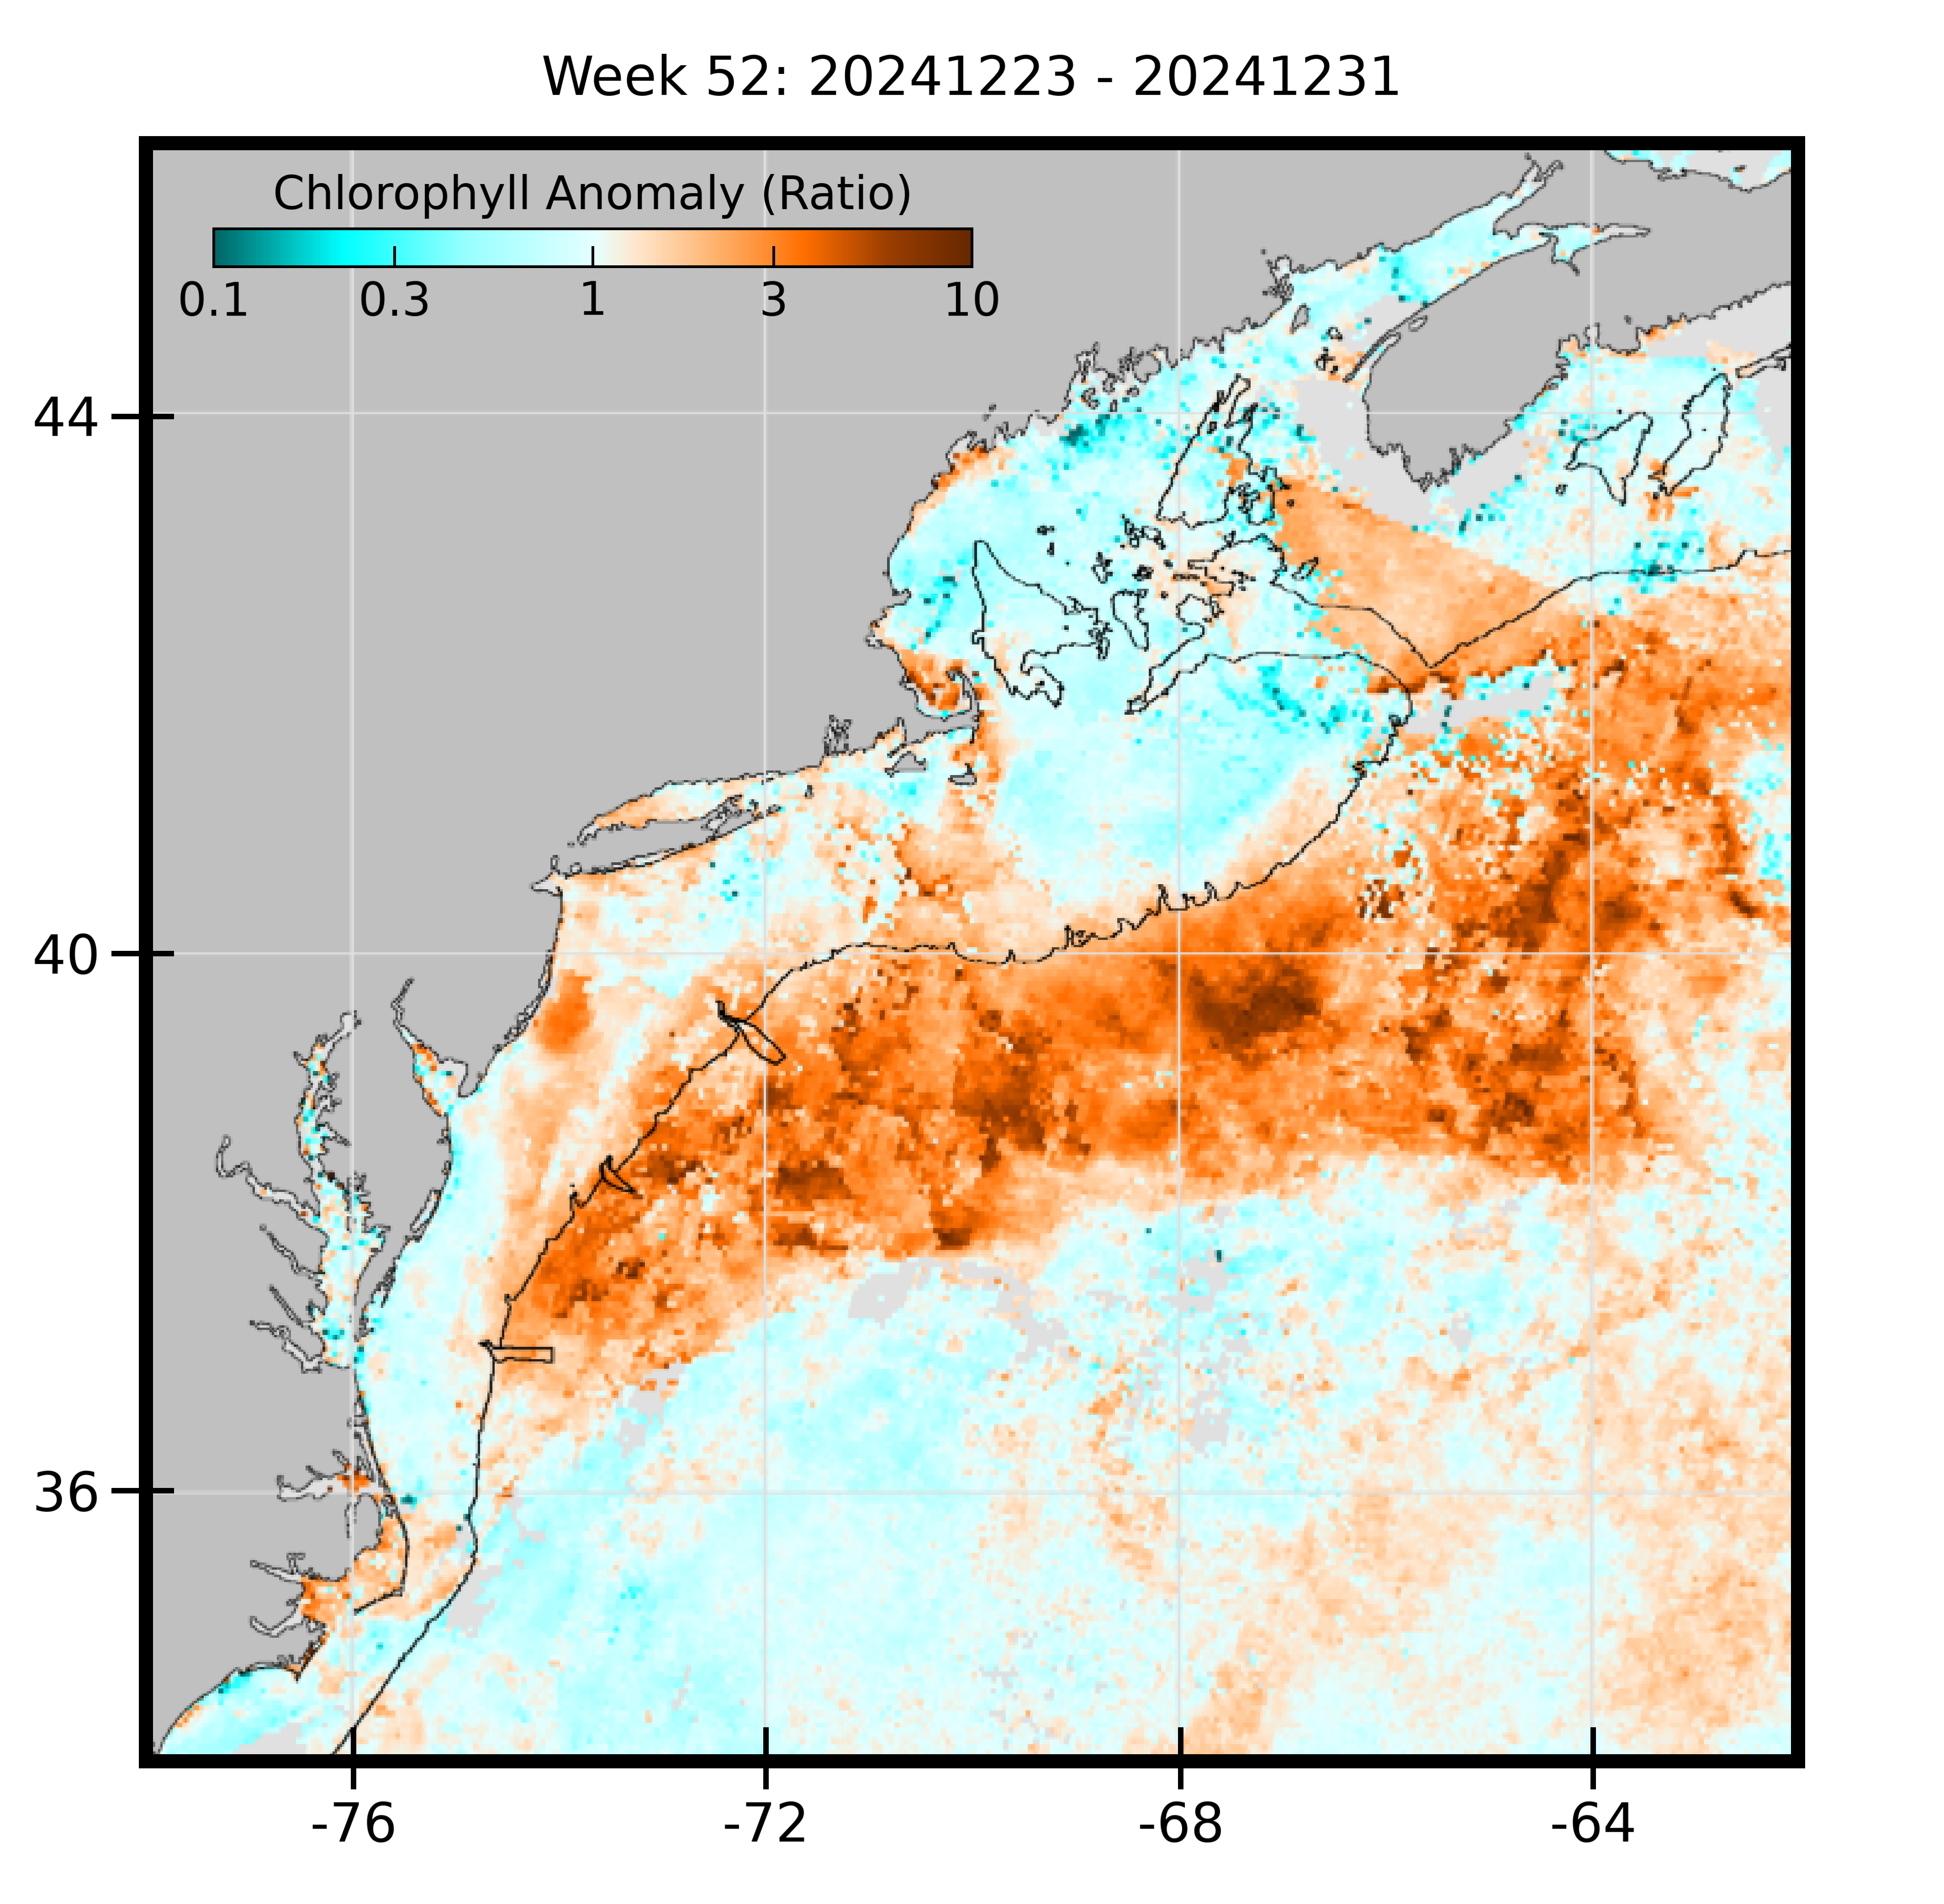 Week 52: 20241223 - 20241231
Chlorophyll Anomaly (Ratio)
0.1 0.3 1 3 10
44
40
36
-76 -72 -68 -64